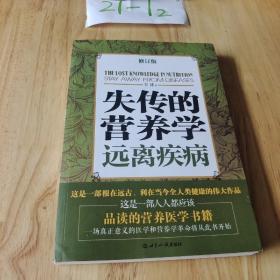 21-12
修订版
THE LOST KNOWLEDGE IN NUTRITION
STAY AWAY FROM DISEASES
失传的
营养学
远离疾病
这是一部根在远古、利在当今全人类健康的伟大作品
这是一部人人都应该
品读的营养医学书籍
一场真正意义的医学和营养学革命将从此书开始